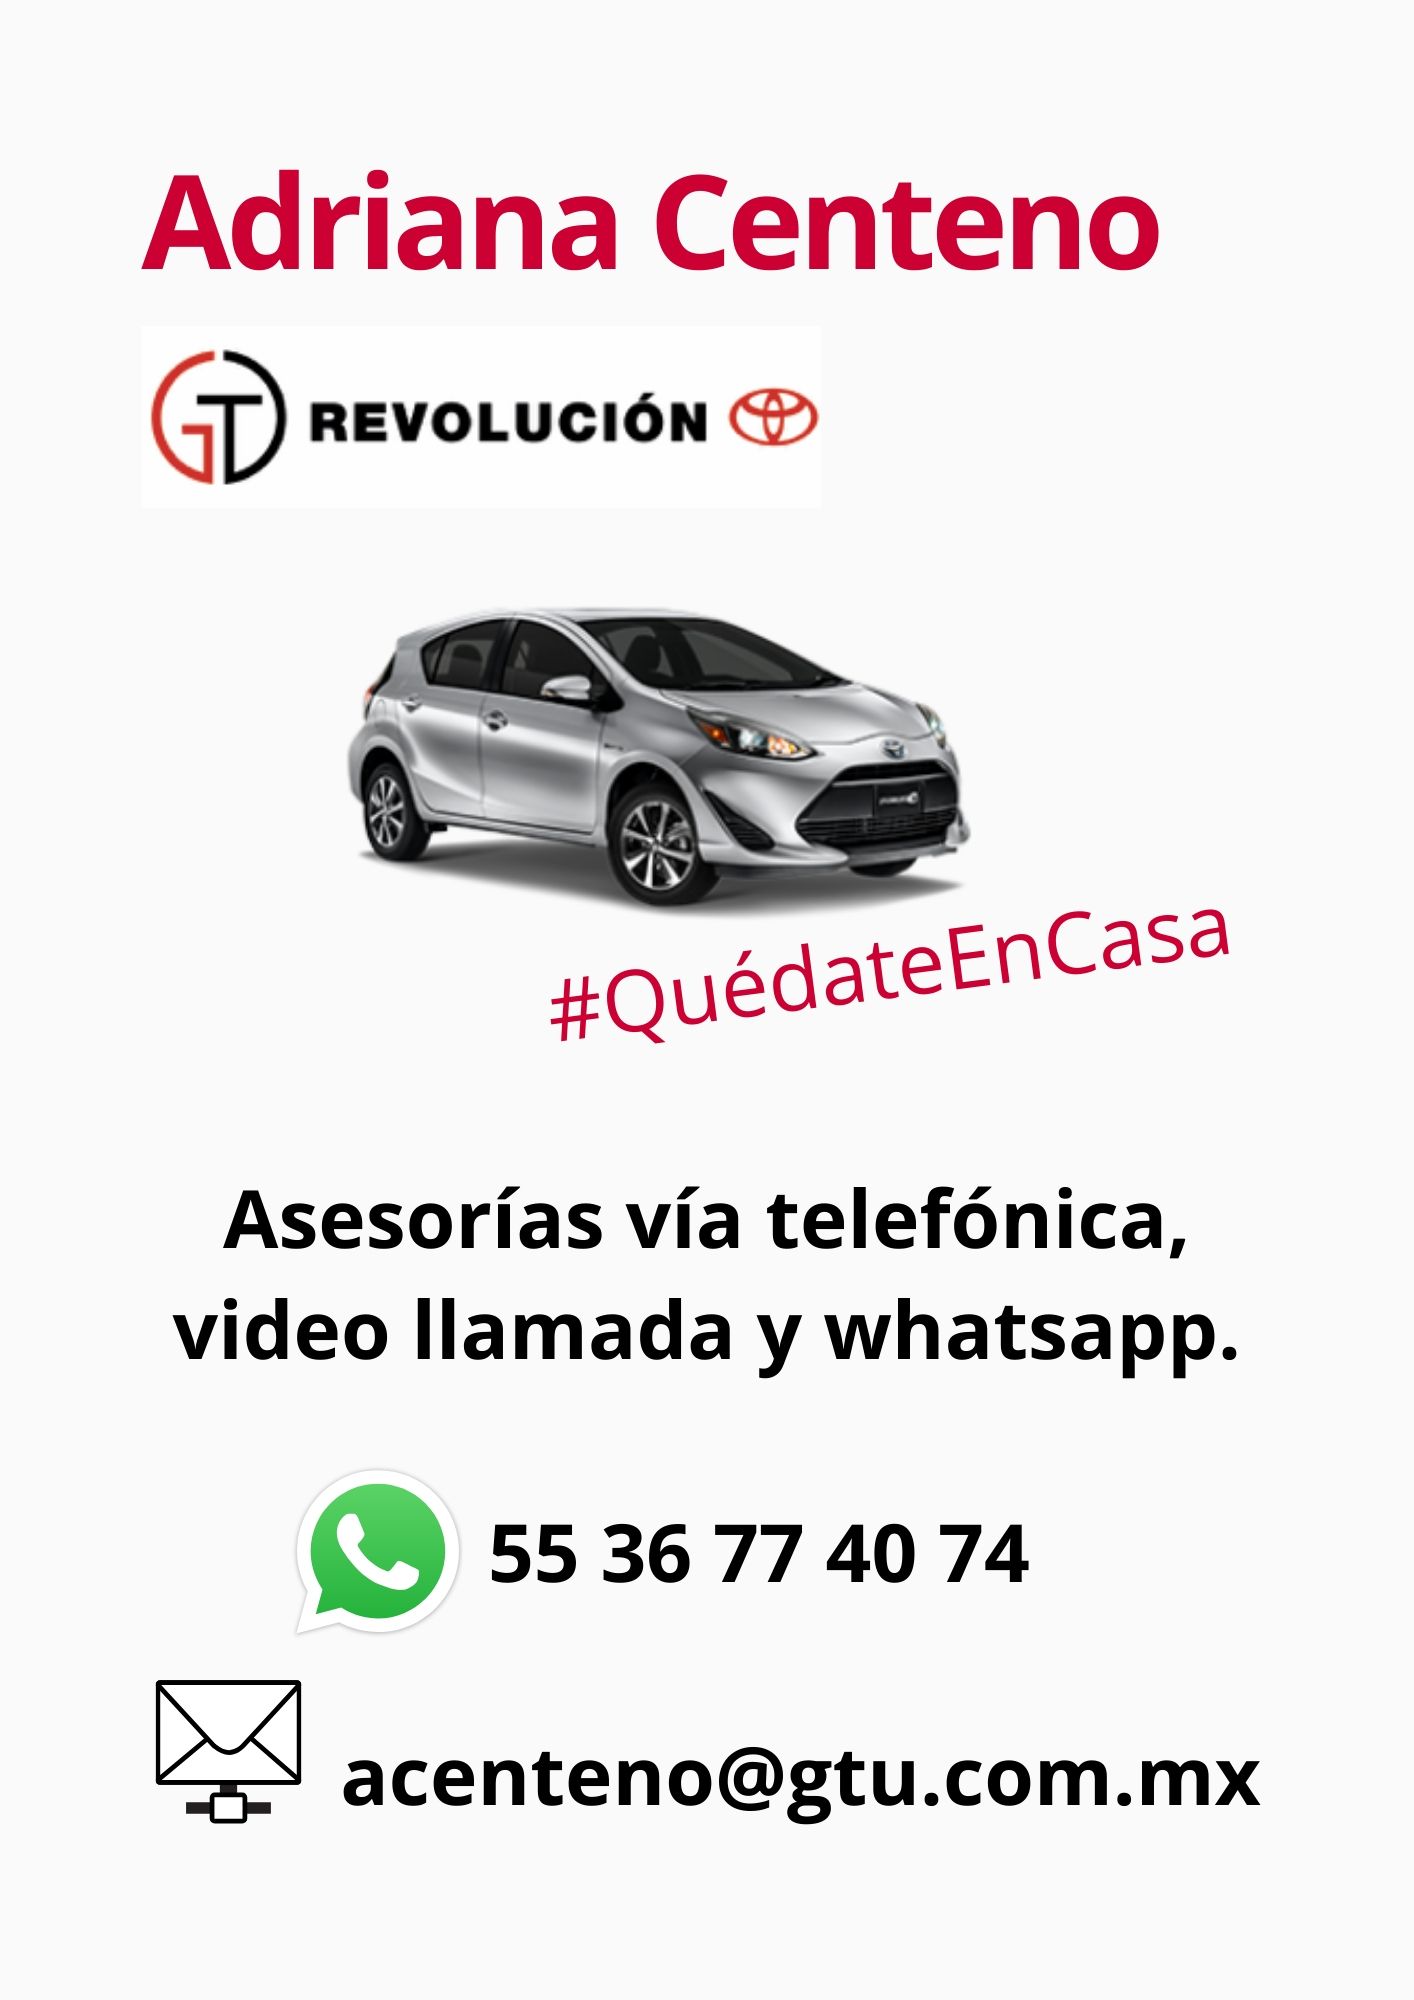 Adriana Centeno
GT REVOLUCIÓN
#QuédateEnCasa
Asesorías vía telefónica,
video llamada y whatsapp.
55 36 77 40 74
acenteno@gtu.com.mx